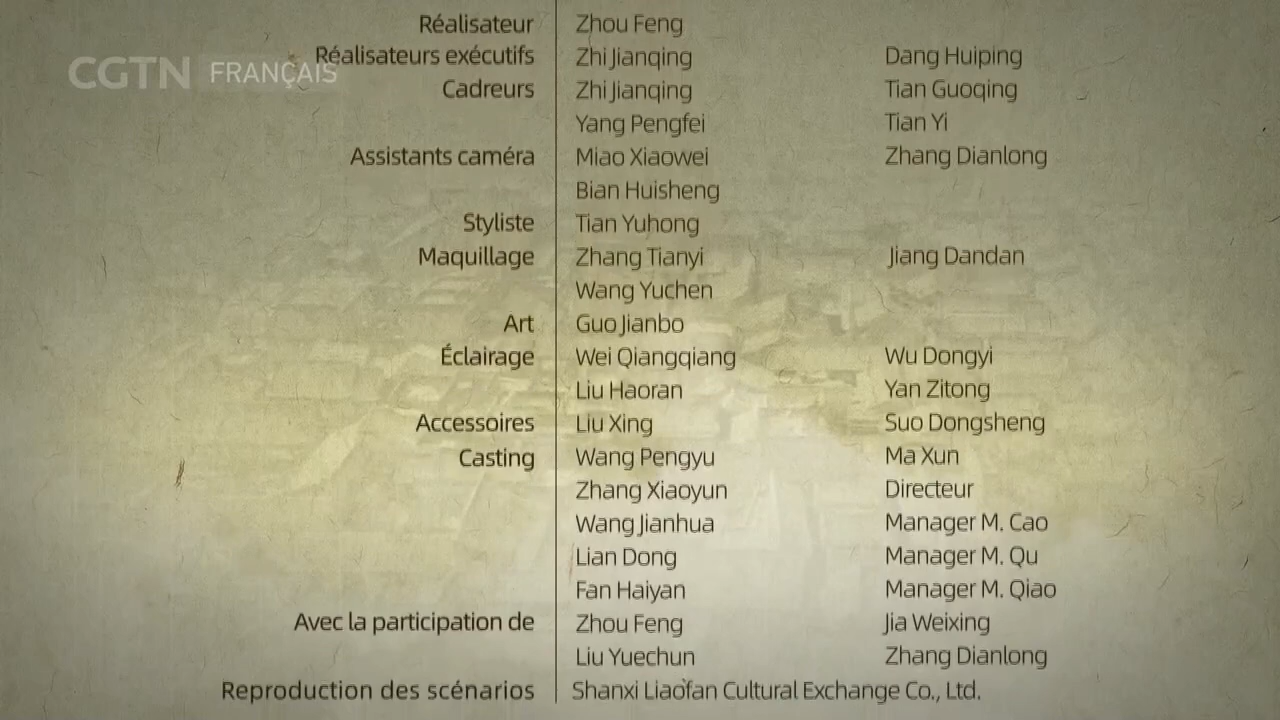 CGTN FRANÇAIS
Réalisateur Zhou Feng
Réalisateurs exécutifs Zhi Jianqing Dang Huiping
Cadreurs Zhi Jianqing Tian Guoqing
Yang Pengfei Tian Yi
Assistants caméra Miao Xiaowei Zhang Dianlong
Bian Huisheng
Styliste Tian Yuhong
Maquillage Zhang Tianyi Jiang Dandan
Wang Yuchen
Art Guo Jianbo
Éclairage Wei Qiangqiang Wu Dongyi
Liu Haoran Yan Zitong
Accessoires Liu Xing Suo Dongsheng
Casting Wang Pengyu Ma Xun
Zhang Xiaoyun Directeur
Wang Jianhua Manager M. Cao
Lian Dong Manager M. Qu
Fan Haiyan Manager M. Qiao
Avec la participation de Zhou Feng Jia Weixing
Liu Yuechun Zhang Dianlong
Reproduction des scénarios Shanxi Liaofan Cultural Exchange Co., Ltd.